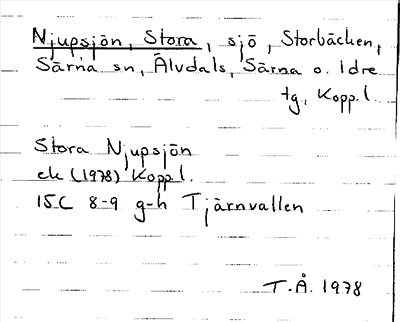 Njupsjön, Stora, sjö, Storbäcken,
Särna sn, Älvdals, Särna o. Idre
tg, Kopp.l.
Stora Njupsjön
ek (1978) Kopp.l.
15C 8-9 g-h Tjärnvallen
T.Å. 1978